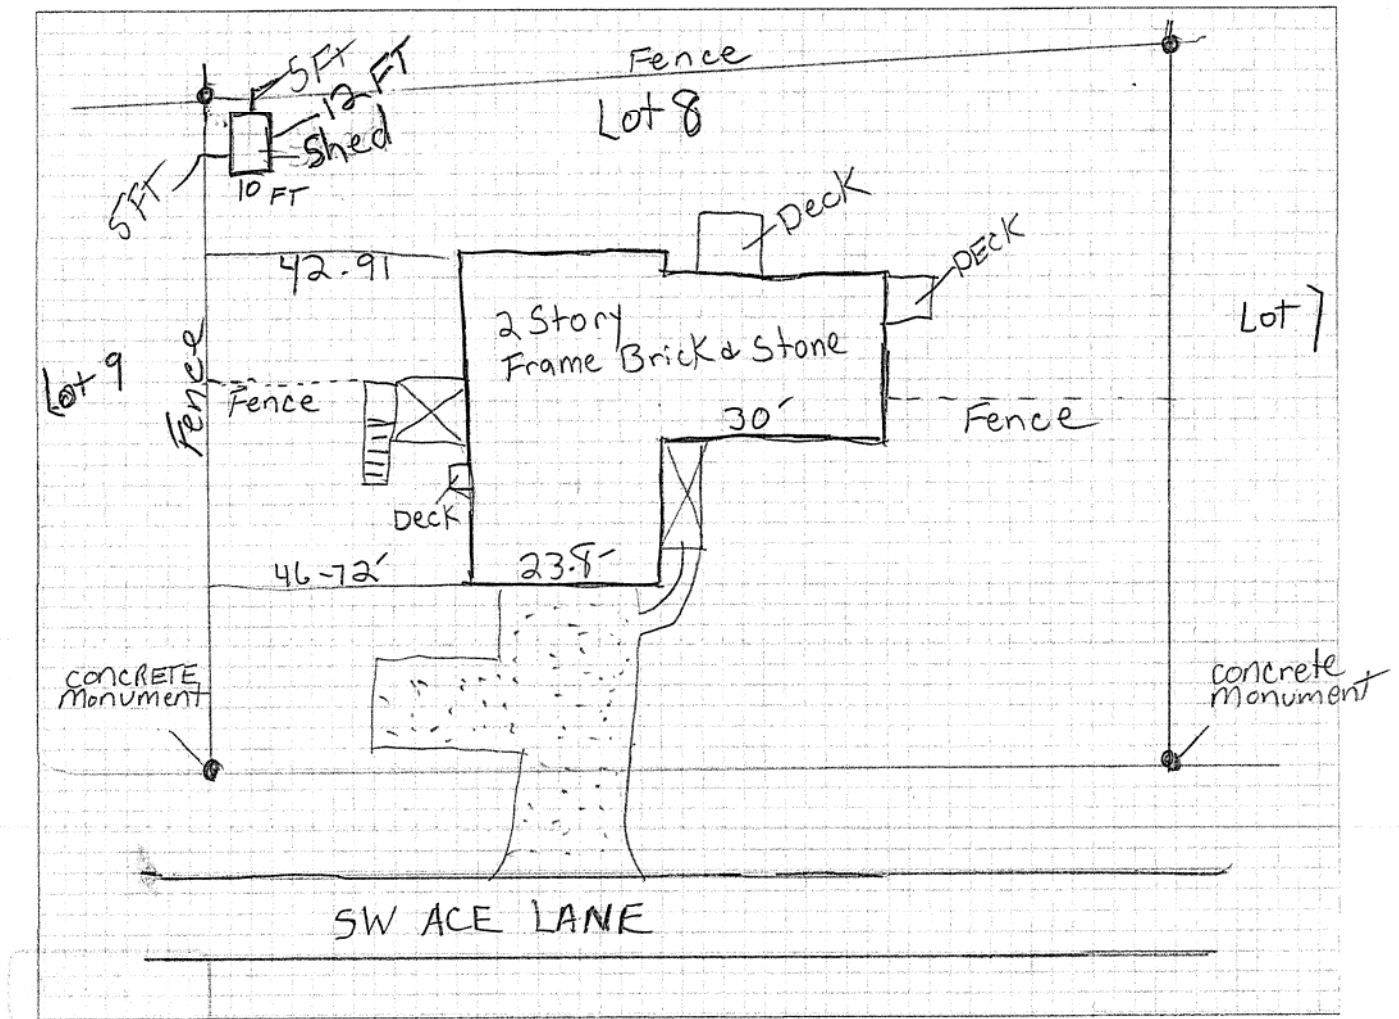 Fence
5FT
12 FT
Lot 8
Shed
10 FT
5FT
Deck
DECK
42.91
2 Story
Frame Brick & Stone
Lot 7
Lot 9
Fence
Fence
30'
Fence
Deck
46-72'
23.8-
CONCRETE
Monument
concrete
Monument
SW ACE LANE